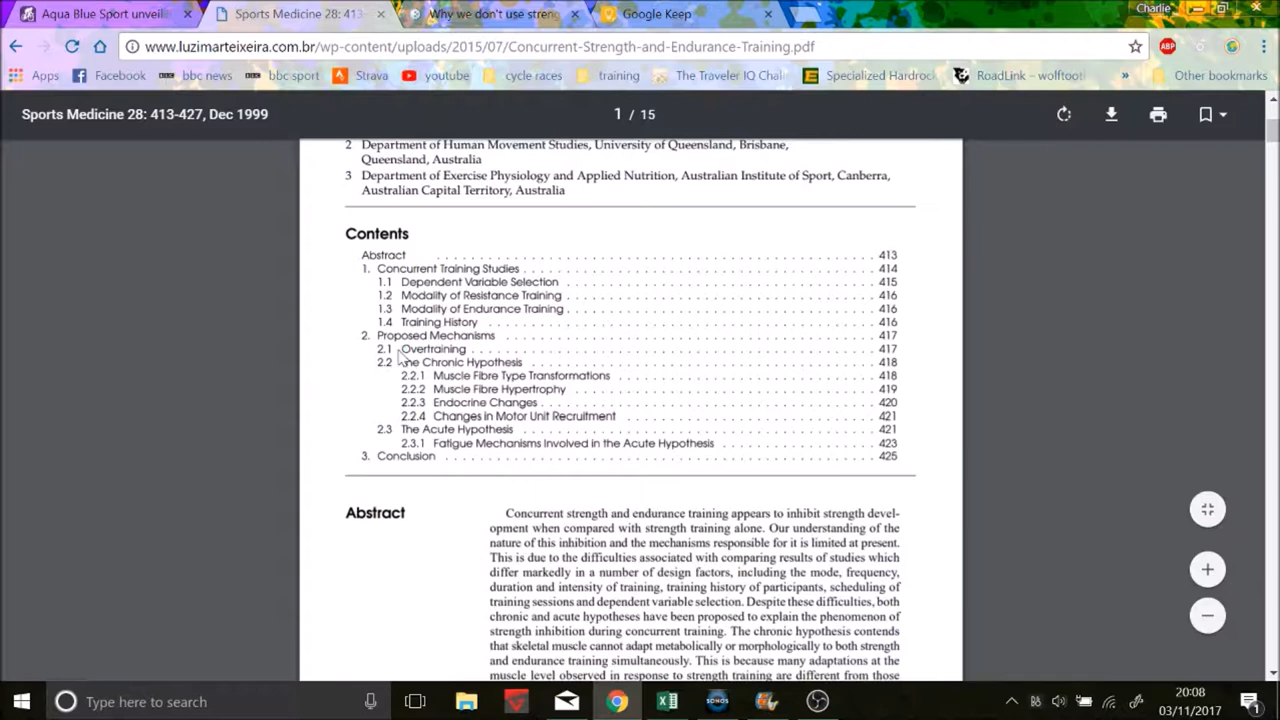 Aqua Blue Sport unveil
Sports Medicine 28: 413-
Why we don't use stren
Google Keep
Charlie
www.luzimarteixeira.com.br/wp-content/uploads/2015/07/Concurrent-Strength-and-Endurance-Training.pdf
ABP
Apps
Facebook
bbc news
bbc sport
Strava
youtube
cycle races
training
The Traveler IQ Chal
Specialized Hardroc
RoadLink – wolftoot
Other bookmarks
Sports Medicine 28: 413-427, Dec 1999
1 / 15
2 Department of Human Movement Studies, University of Queensland, Brisbane,
Queensland, Australia
3 Department of Exercise Physiology and Applied Nutrition, Australian Institute of Sport, Canberra,
Australian Capital Territory, Australia
Contents
Abstract . . . . . . . . . . . . . . . . . . . . 413
1. Concurrent Training Studies . . . . . . . . . . . . . . . . . . . . 414
1.1 Dependent Variable Selection . . . . . . . . . . . . . . . . . . . . 415
1.2 Modality of Resistance Training . . . . . . . . . . . . . . . . . . . . 416
1.3 Modality of Endurance Training . . . . . . . . . . . . . . . . . . . . 416
1.4 Training History . . . . . . . . . . . . . . . . . . . . 416
2. Proposed Mechanisms . . . . . . . . . . . . . . . . . . . . 417
2.1 Overtraining . . . . . . . . . . . . . . . . . . . . 417
2.2 The Chronic Hypothesis . . . . . . . . . . . . . . . . . . . . 418
2.2.1 Muscle Fibre Type Transformations . . . . . . . . . . . . . . . . . . . . 418
2.2.2 Muscle Fibre Hypertrophy . . . . . . . . . . . . . . . . . . . . 419
2.2.3 Endocrine Changes . . . . . . . . . . . . . . . . . . . . 420
2.2.4 Changes in Motor Unit Recruitment . . . . . . . . . . . . . . . . . . . . 421
2.3 The Acute Hypothesis . . . . . . . . . . . . . . . . . . . . 421
2.3.1 Fatigue Mechanisms Involved in the Acute Hypothesis . . . . . . . . . . . . 423
3. Conclusion . . . . . . . . . . . . . . . . . . . . 425
Abstract
Concurrent strength and endurance training appears to inhibit strength devel-
opment when compared with strength training alone. Our understanding of the
nature of this inhibition and the mechanisms responsible for it is limited at present.
This is due to the difficulties associated with comparing results of studies which
differ markedly in a number of design factors, including the mode, frequency,
duration and intensity of training, training history of participants, scheduling of
training sessions and dependent variable selection. Despite these difficulties, both
chronic and acute hypotheses have been proposed to explain the phenomenon of
strength inhibition during concurrent training. The chronic hypothesis contends
that skeletal muscle cannot adapt metabolically or morphologically to both strength
and endurance training simultaneously. This is because many adaptations at the
muscle level observed in response to strength training are different from those
Type here to search
SONOS
20:08
03/11/2017
1